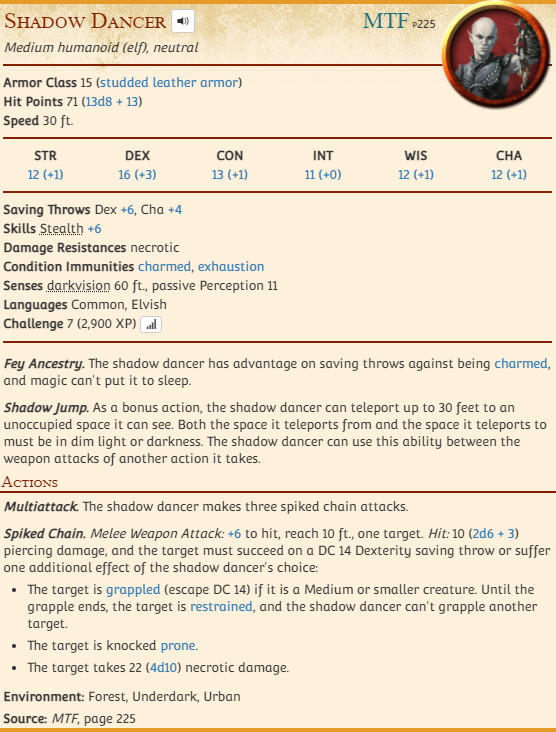 Shadow Dancer MTF p225
Medium humanoid (elf), neutral
Armor Class 15 (studded leather armor)
Hit Points 71 (13d8 + 13)
Speed 30 ft.
STR DEX CON INT WIS CHA
12 (+1) 16 (+3) 13 (+1) 11 (+0) 12 (+1) 12 (+1)
Saving Throws Dex +6, Cha +4
Skills Stealth +6
Damage Resistances necrotic
Condition Immunities charmed, exhaustion
Senses darkvision 60 ft., passive Perception 11
Languages Common, Elvish
Challenge 7 (2,900 XP)
Fey Ancestry. The shadow dancer has advantage on saving throws against being charmed,
and magic can't put it to sleep.
Shadow Jump. As a bonus action, the shadow dancer can teleport up to 30 feet to an
unoccupied space it can see. Both the space it teleports from and the space it teleports to
must be in dim light or darkness. The shadow dancer can use this ability between the
weapon attacks of another action it takes.
Actions
Multiattack. The shadow dancer makes three spiked chain attacks.
Spiked Chain. Melee Weapon Attack: +6 to hit, reach 10 ft., one target. Hit: 10 (2d6 + 3)
piercing damage, and the target must succeed on a DC 14 Dexterity saving throw or suffer
one additional effect of the shadow dancer's choice:
• The target is grappled (escape DC 14) if it is a Medium or smaller creature. Until the
grapple ends, the target is restrained, and the shadow dancer can't grapple another
target.
• The target is knocked prone.
• The target takes 22 (4d10) necrotic damage.
Environment: Forest, Underdark, Urban
Source: MTF, page 225